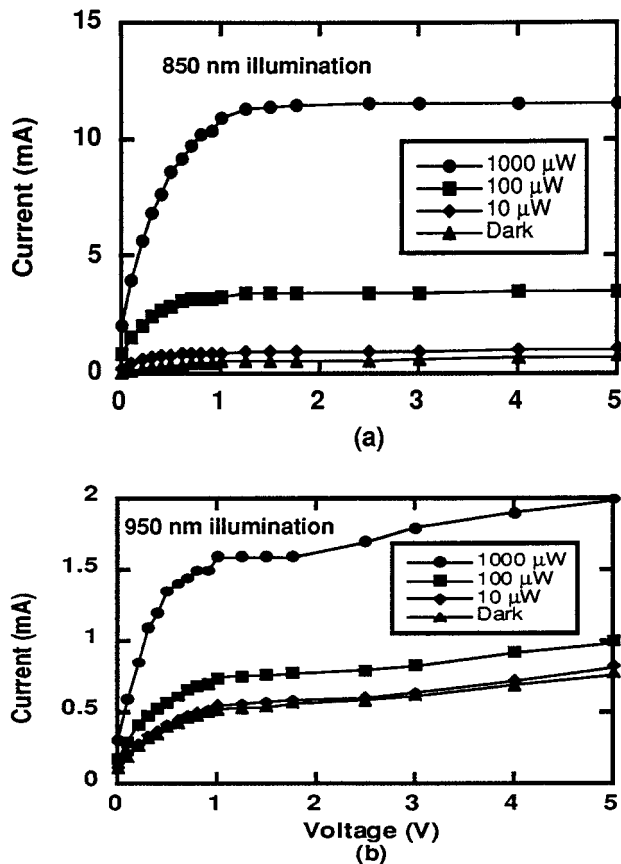 15
10
5
0
Current (mA)
850 nm illumination
1000 µW
100 µW
10 µW
Dark
0 1 2 3 4 5
(a)
2
1.5
1
0.5
0
Current (mA)
950 nm illumination
1000 µW
100 µW
10 µW
Dark
0 1 2 3 4 5
Voltage (V)
(b)